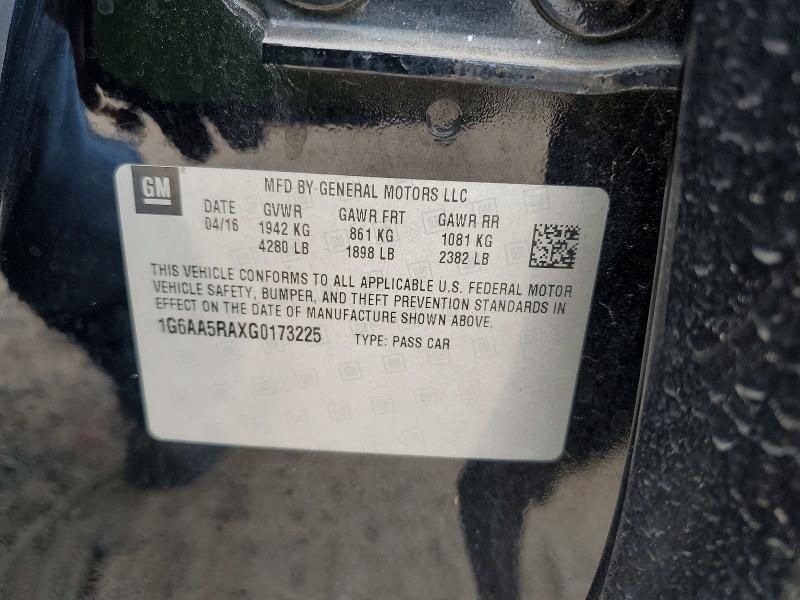 GM
MFD BY GENERAL MOTORS LLC
DATE GVWR GAWR FRT GAWR RR
04/16 1942 KG 861 KG 1081 KG
4280 LB 1898 LB 2382 LB
THIS VEHICLE CONFORMS TO ALL APPLICABLE U.S. FEDERAL MOTOR
VEHICLE SAFETY, BUMPER, AND THEFT PREVENTION STANDARDS IN
EFFECT ON THE DATE OF MANUFACTURE SHOWN ABOVE.
1G6AA5RAXG0173225 TYPE: PASS CAR